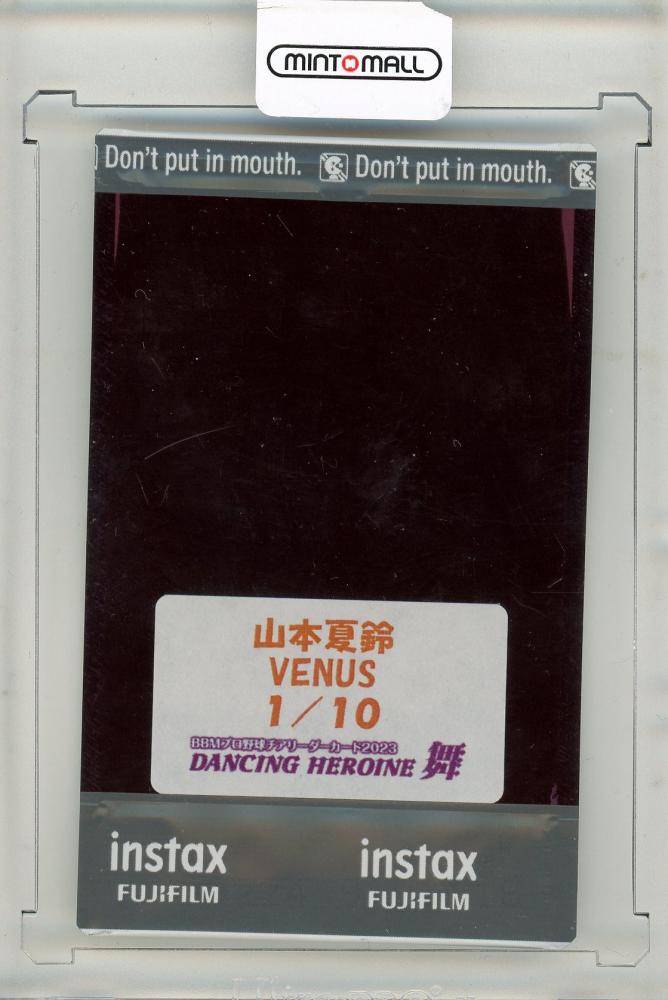 MINTMALL
Don't put in mouth. Don't put in mouth.
山本夏鈴
VENUS
1/10
BBMプロ野球チアリーダーカード2023
DANCING HEROINE 舞
instax instax
FUJIFILM FUJIFILM